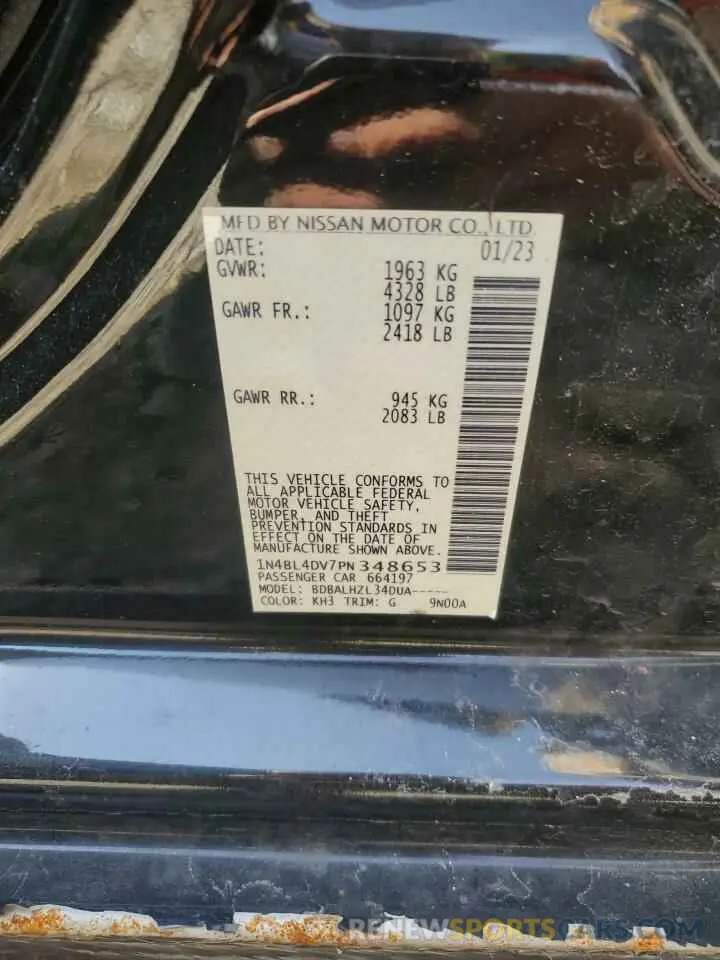 MFD BY NISSAN MOTOR CO., LTD.
DATE: 01/23
GVWR: 1963 KG
4328 LB
GAWR FR.: 1097 KG
2418 LB
GAWR RR.: 945 KG
2083 LB
THIS VEHICLE CONFORMS TO
ALL APPLICABLE FEDERAL
MOTOR VEHICLE SAFETY,
BUMPER, AND THEFT
PREVENTION STANDARDS IN
EFFECT ON THE DATE OF
MANUFACTURE SHOWN ABOVE.
1N4BL4DV7PN348653
PASSENGER CAR 664197
MODEL: BDBALHZL34DUA-----
COLOR: KH3 TRIM: G 9N00A
RENEWSPORTSCARS.COM